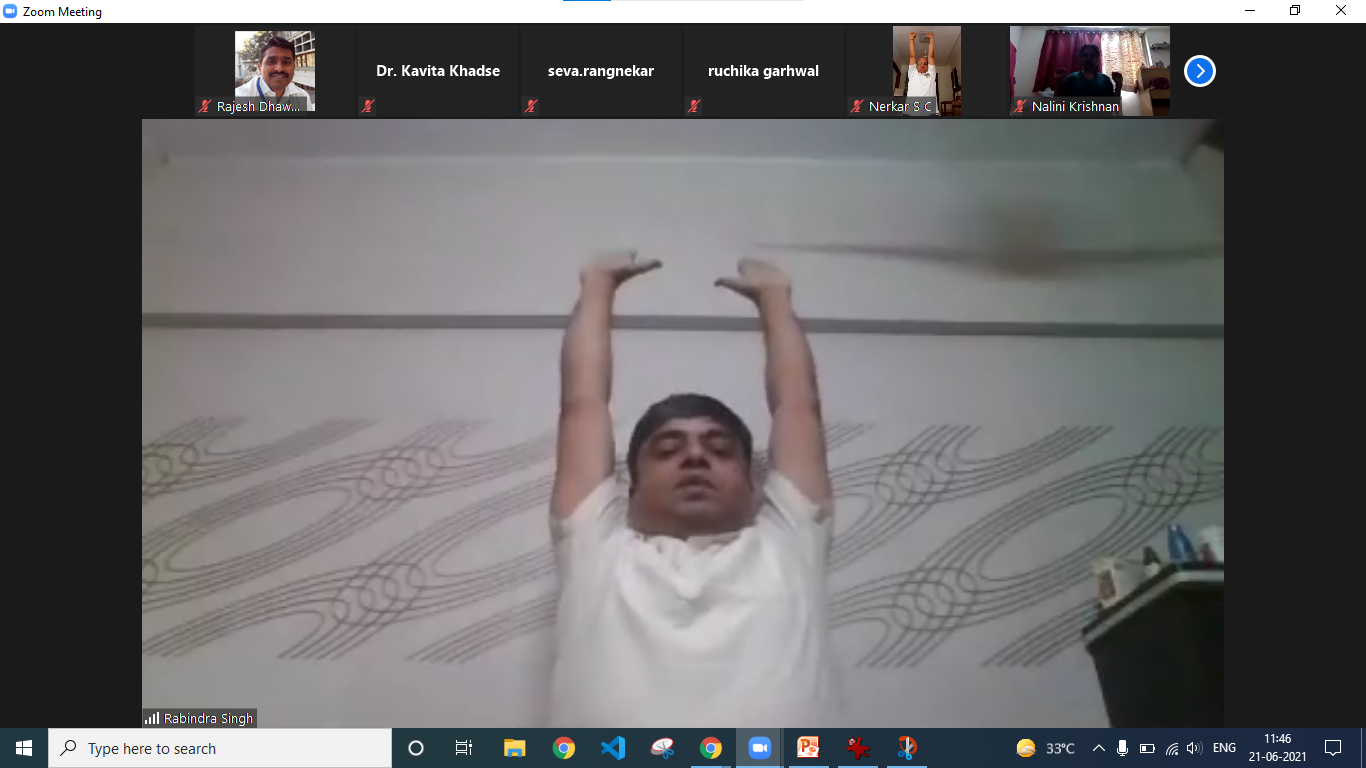 Zoom Meeting
Rajesh Dhaw...
Dr. Kavita Khadse
seva.rangnekar
ruchika garhwal
Nerkar S C
Nalini Krishnan
Rabindra Singh
Type here to search
33°C
ENG
11:46
21-06-2021